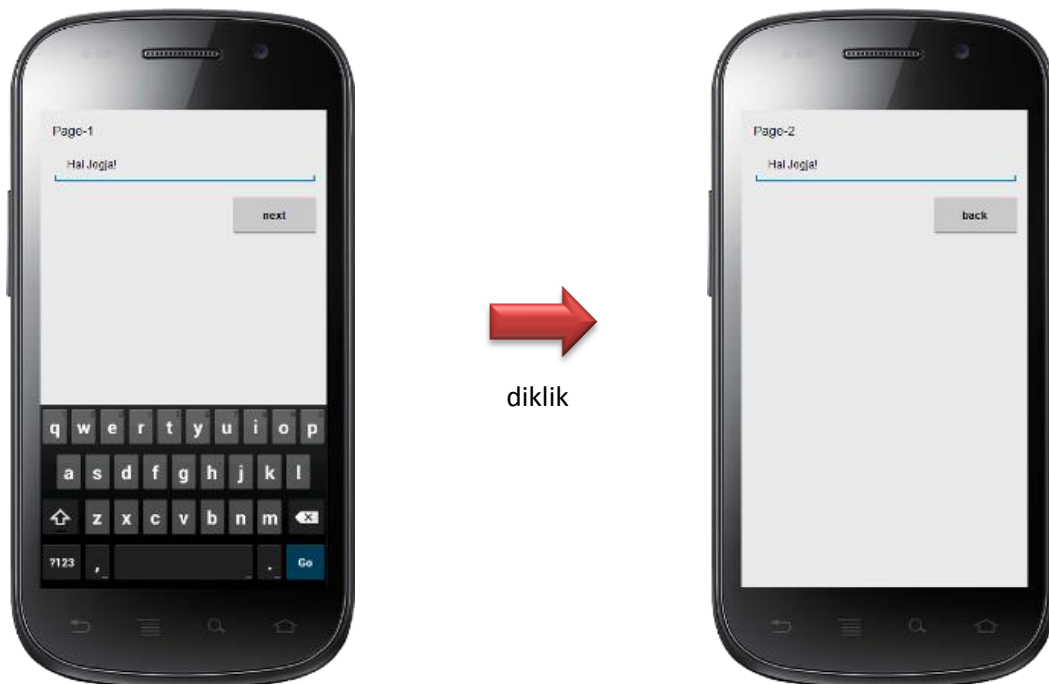 Page-1
Hai Jogja!
next
q w e r t y u i o p
a s d f g h j k l
z x c v b n m
?123 , . Go
diklik
Page-2
Hai Jogja!
back